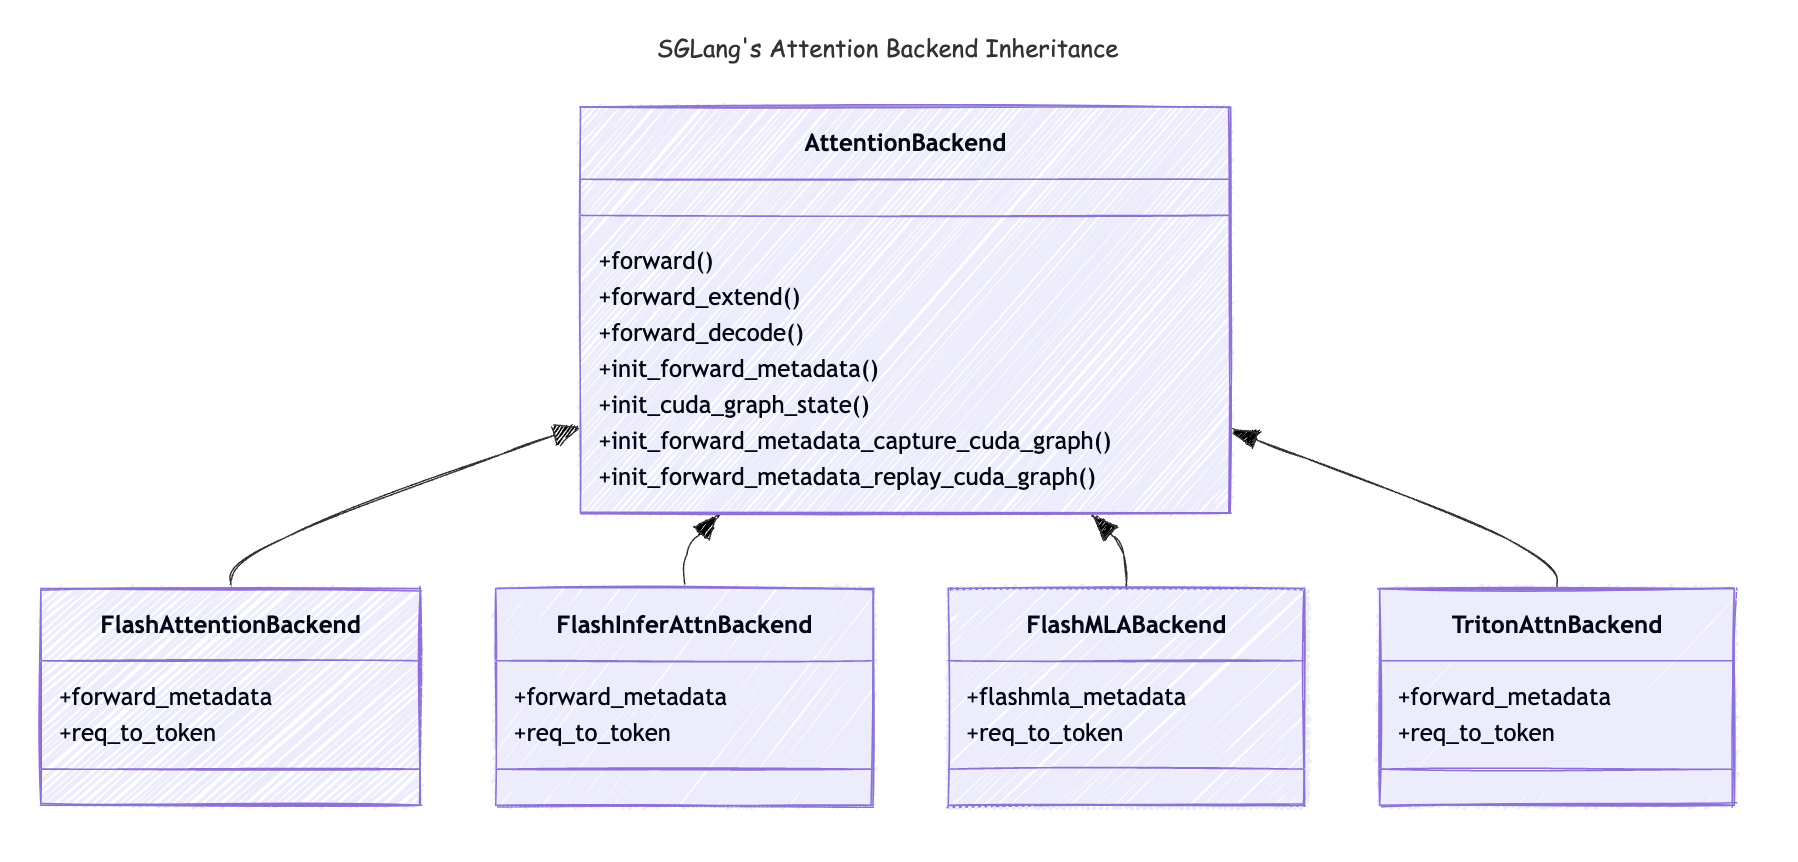 SGLang's Attention Backend Inheritance
AttentionBackend
+forward()
+forward_extend()
+forward_decode()
+init_forward_metadata()
+init_cuda_graph_state()
+init_forward_metadata_capture_cuda_graph()
+init_forward_metadata_replay_cuda_graph()
FlashAttentionBackend
+forward_metadata
+req_to_token
FlashInferAttnBackend
+forward_metadata
+req_to_token
FlashMLABackend
+flashmla_metadata
+req_to_token
TritonAttnBackend
+forward_metadata
+req_to_token